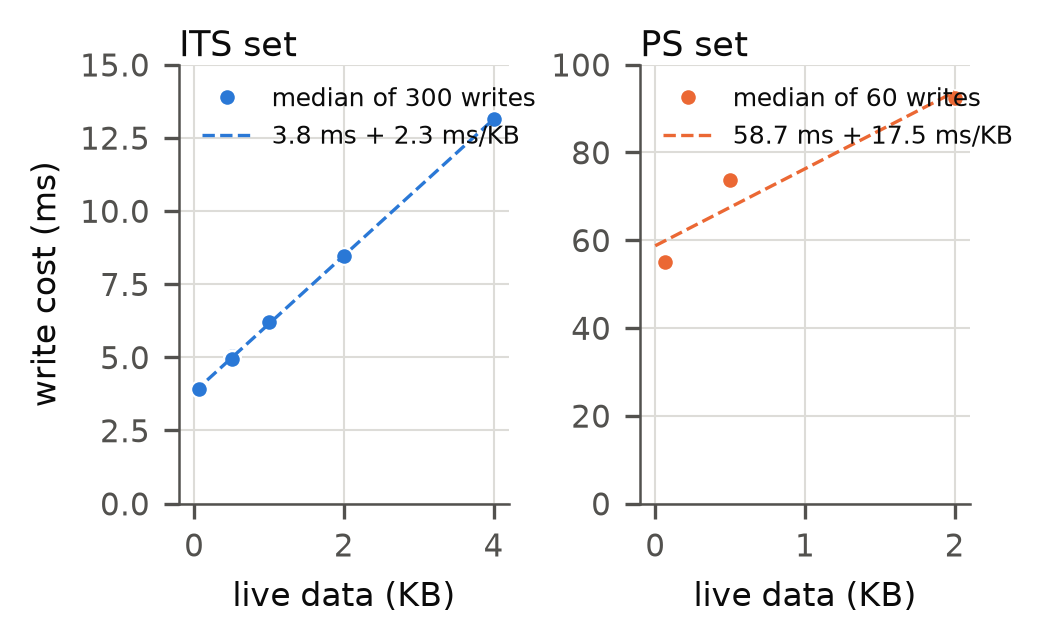 ITS set
PS set
write cost (ms)
15.0
12.5
10.0
7.5
5.0
2.5
0.0
median of 300 writes
3.8 ms + 2.3 ms/KB
0
2
4
live data (KB)
100
80
60
40
20
0
median of 60 writes
58.7 ms + 17.5 ms/KB
0
1
2
live data (KB)